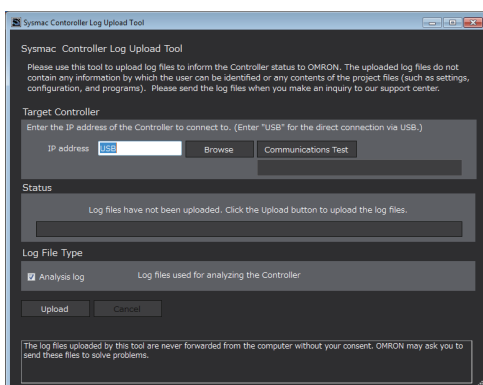 Sysmac Contoroller Log Upload Tool
Sysmac Controller Log Upload Tool
Please use this tool to upload log files to inform the Controller status to OMRON. The uploaded log files do not
contain any information by which the user can be identified or any contents of the project files (such as settings,
configuration, and programs). Please send the log files when you make an inquiry to our support center.
Target Controller
Enter the IP address of the Controller to connect to. (Enter "USB" for the direct connection via USB.)
IP address USB Browse Communications Test
Status
Log files have not been uploaded. Click the Upload button to upload the log files.
Log File Type
Analysis log Log files used for analyzing the Controller
Upload Cancel
The log files uploaded by this tool are never forwarded from the computer without your consent. OMRON may ask you to
send these files to solve problems.